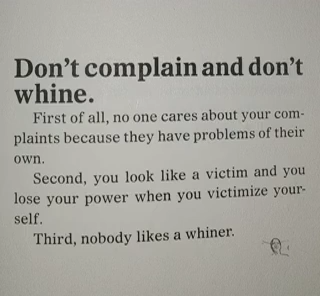 Don't complain and don't
whine.
First of all, no one cares about your com-
plaints because they have problems of their
own.
Second, you look like a victim and you
lose your power when you victimize your-
self.
Third, nobody likes a whiner.